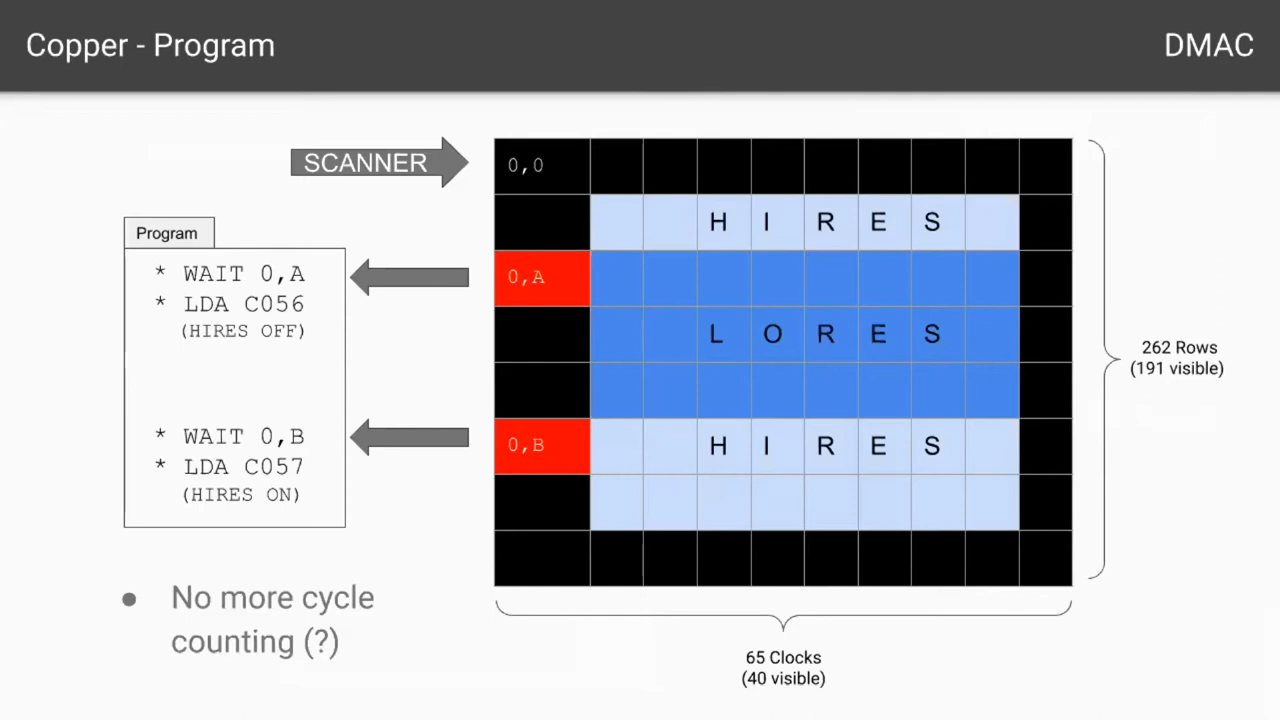 Copper - Program
DMAC
SCANNER
0,0
H I R E S
Program
* WAIT 0,A
* LDA C056
(HIRES OFF)
0,A
L O R E S
262 Rows
(191 visible)
* WAIT 0,B
* LDA C057
(HIRES ON)
0,B
H I R E S
● No more cycle
counting (?)
65 Clocks
(40 visible)